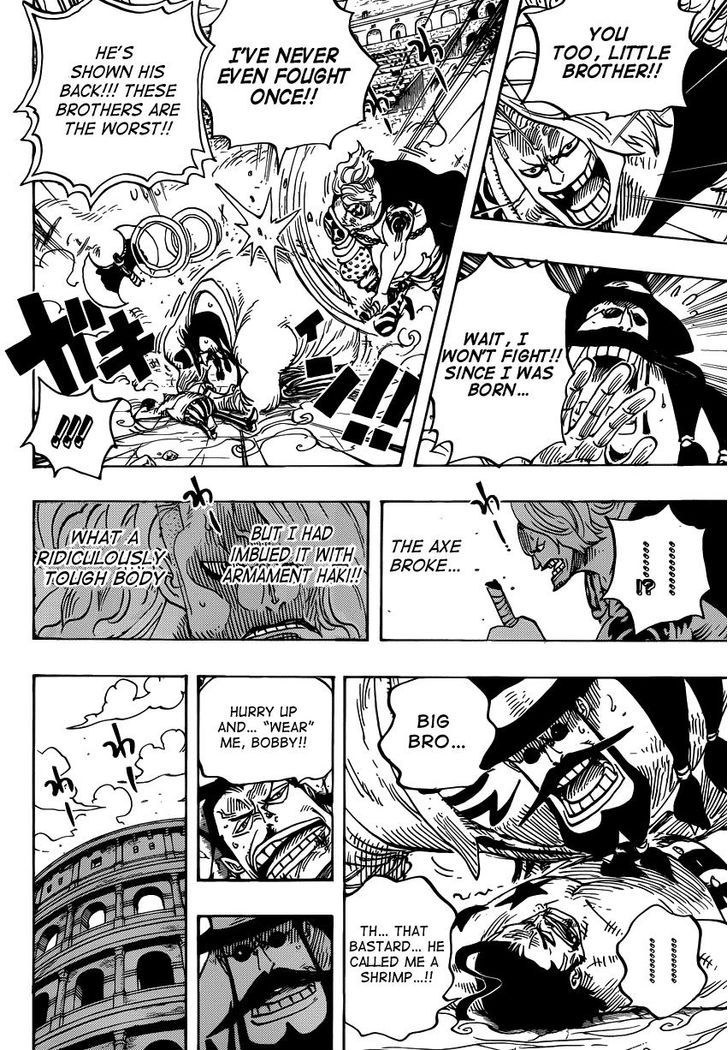 YOU
TOO, LITTLE
BROTHER!!
I'VE NEVER
EVEN FOUGHT
ONCE!!
HE'S
SHOWN HIS
BACK!!! THESE
BROTHERS ARE
THE WORST!!
WAIT, I
WON'T FIGHT!!
SINCE I WAS
BORN...
ガキィ!!!
!!!!
!?
THE AXE
BROKE...
BUT I HAD
IMBUED IT WITH
ARMAMENT HAKI!!
WHAT A
RIDICULOUSLY
TOUGH BODY
BIG
BRO...
TH... THAT
BASTARD... HE
CALLED ME A
SHRIMP...!!
HURRY UP
AND... "WEAR"
ME, BOBBY!!